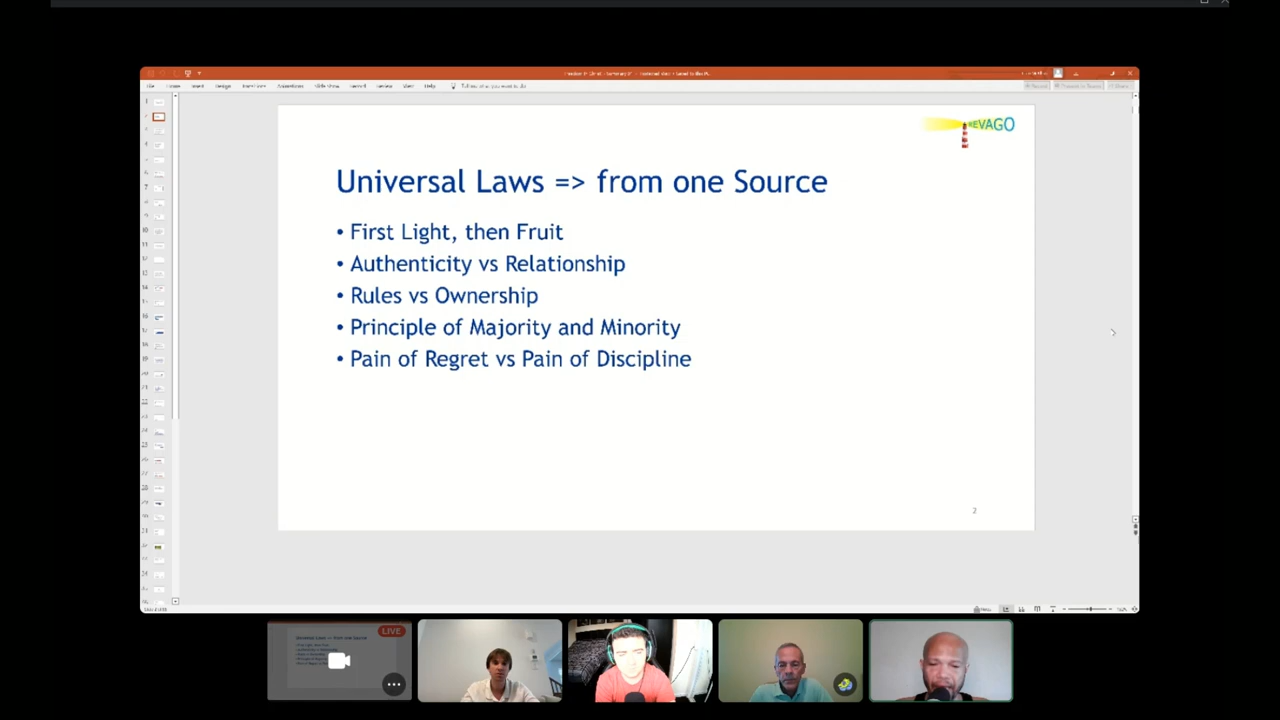 KEVAGO
Universal Laws => from one Source
• First Light, then Fruit
• Authenticity vs Relationship
• Rules vs Ownership
• Principle of Majority and Minority
• Pain of Regret vs Pain of Discipline
2
LIVE